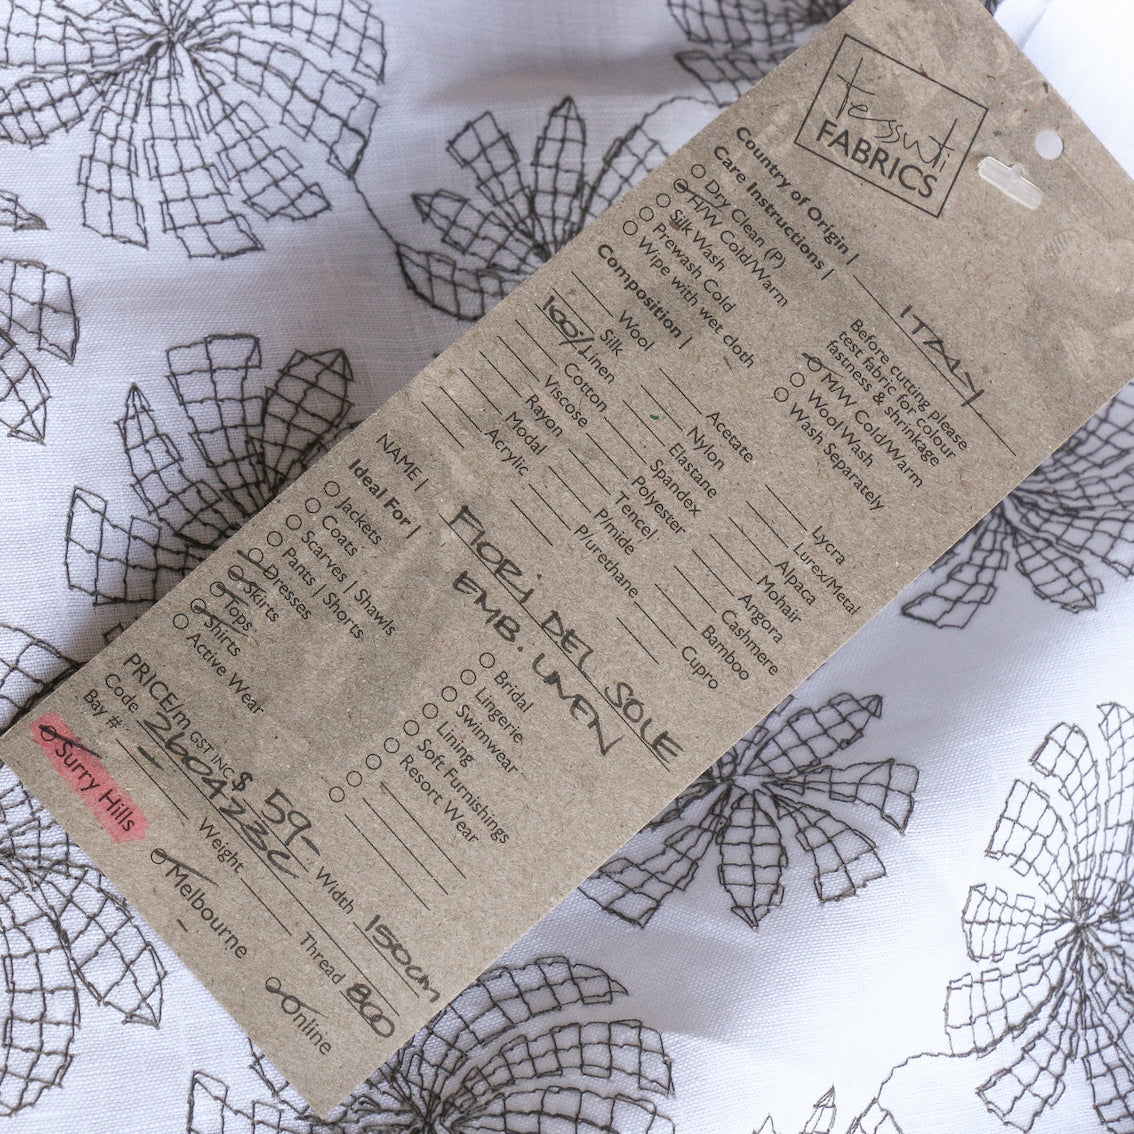 tessuti
FABRICS
Country of Origin | ITALY
Care Instructions |
Dry Clean (P)
H/W Cold/Warm
Silk Wash
Prewash Cold
Wipe with wet cloth
Before cutting please
test fabric for colour
fastness & shrinkage
MW Cold/Warm
Wool Wash
Wash Separately
Composition |
Wool
Silk
100% Linen
Cotton
Viscose
Rayon
Modal
Acrylic
Acetate
Nylon
Elastane
Spandex
Polyester
Tencel
P/mide
P/urethane
Lycra
Lurex/Metal
Alpaca
Mohair
Angora
Cashmere
Bamboo
Cupro
NAME | FIORi DEL SOLE
EMB. LINEN
Ideal For |
Jackets
Coats
Scarves | Shawls
Pants | Shorts
Dresses
Skirts
Tops
Shirts
Active Wear
Bridal
Lingerie
Swimwear
Lining
Soft Furnishings
Resort Wear
PRICE/m GST INC $ 59- Width 150cm
Code 2604723C Thread 800
Bay # - Weight -
Surry Hills Melbourne Online